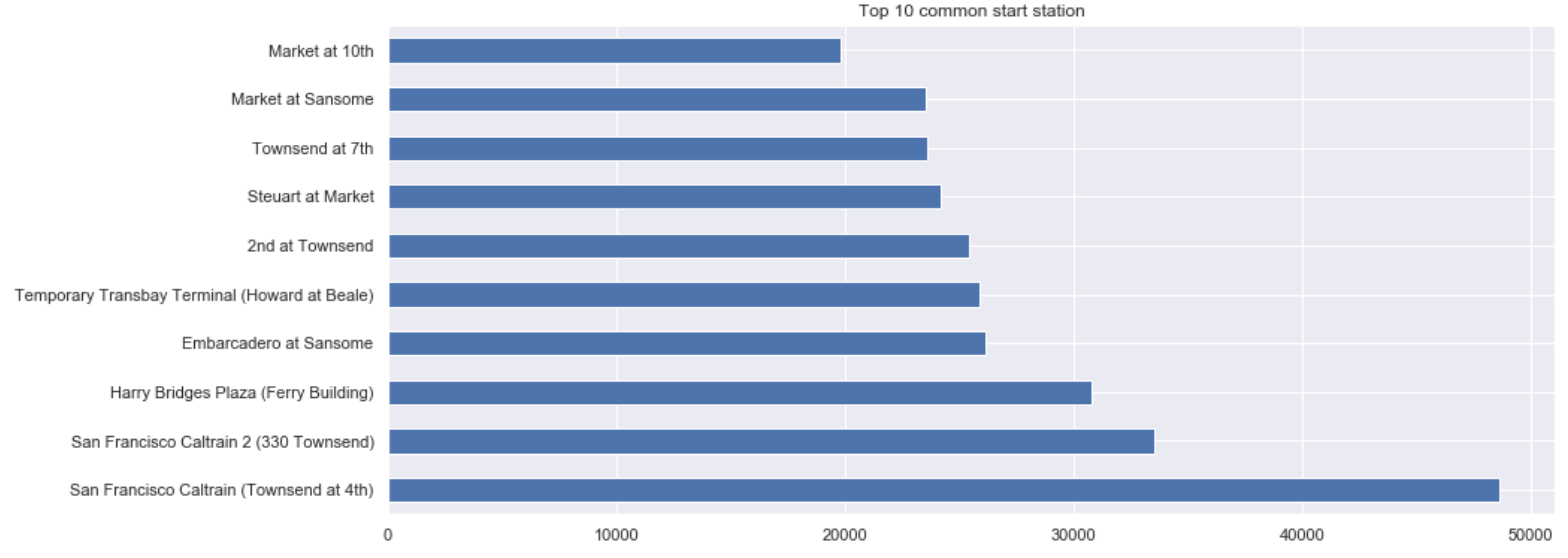 Top 10 common start station
Market at 10th
Market at Sansome
Townsend at 7th
Steuart at Market
2nd at Townsend
Temporary Transbay Terminal (Howard at Beale)
Embarcadero at Sansome
Harry Bridges Plaza (Ferry Building)
San Francisco Caltrain 2 (330 Townsend)
San Francisco Caltrain (Townsend at 4th)
0 10000 20000 30000 40000 50000